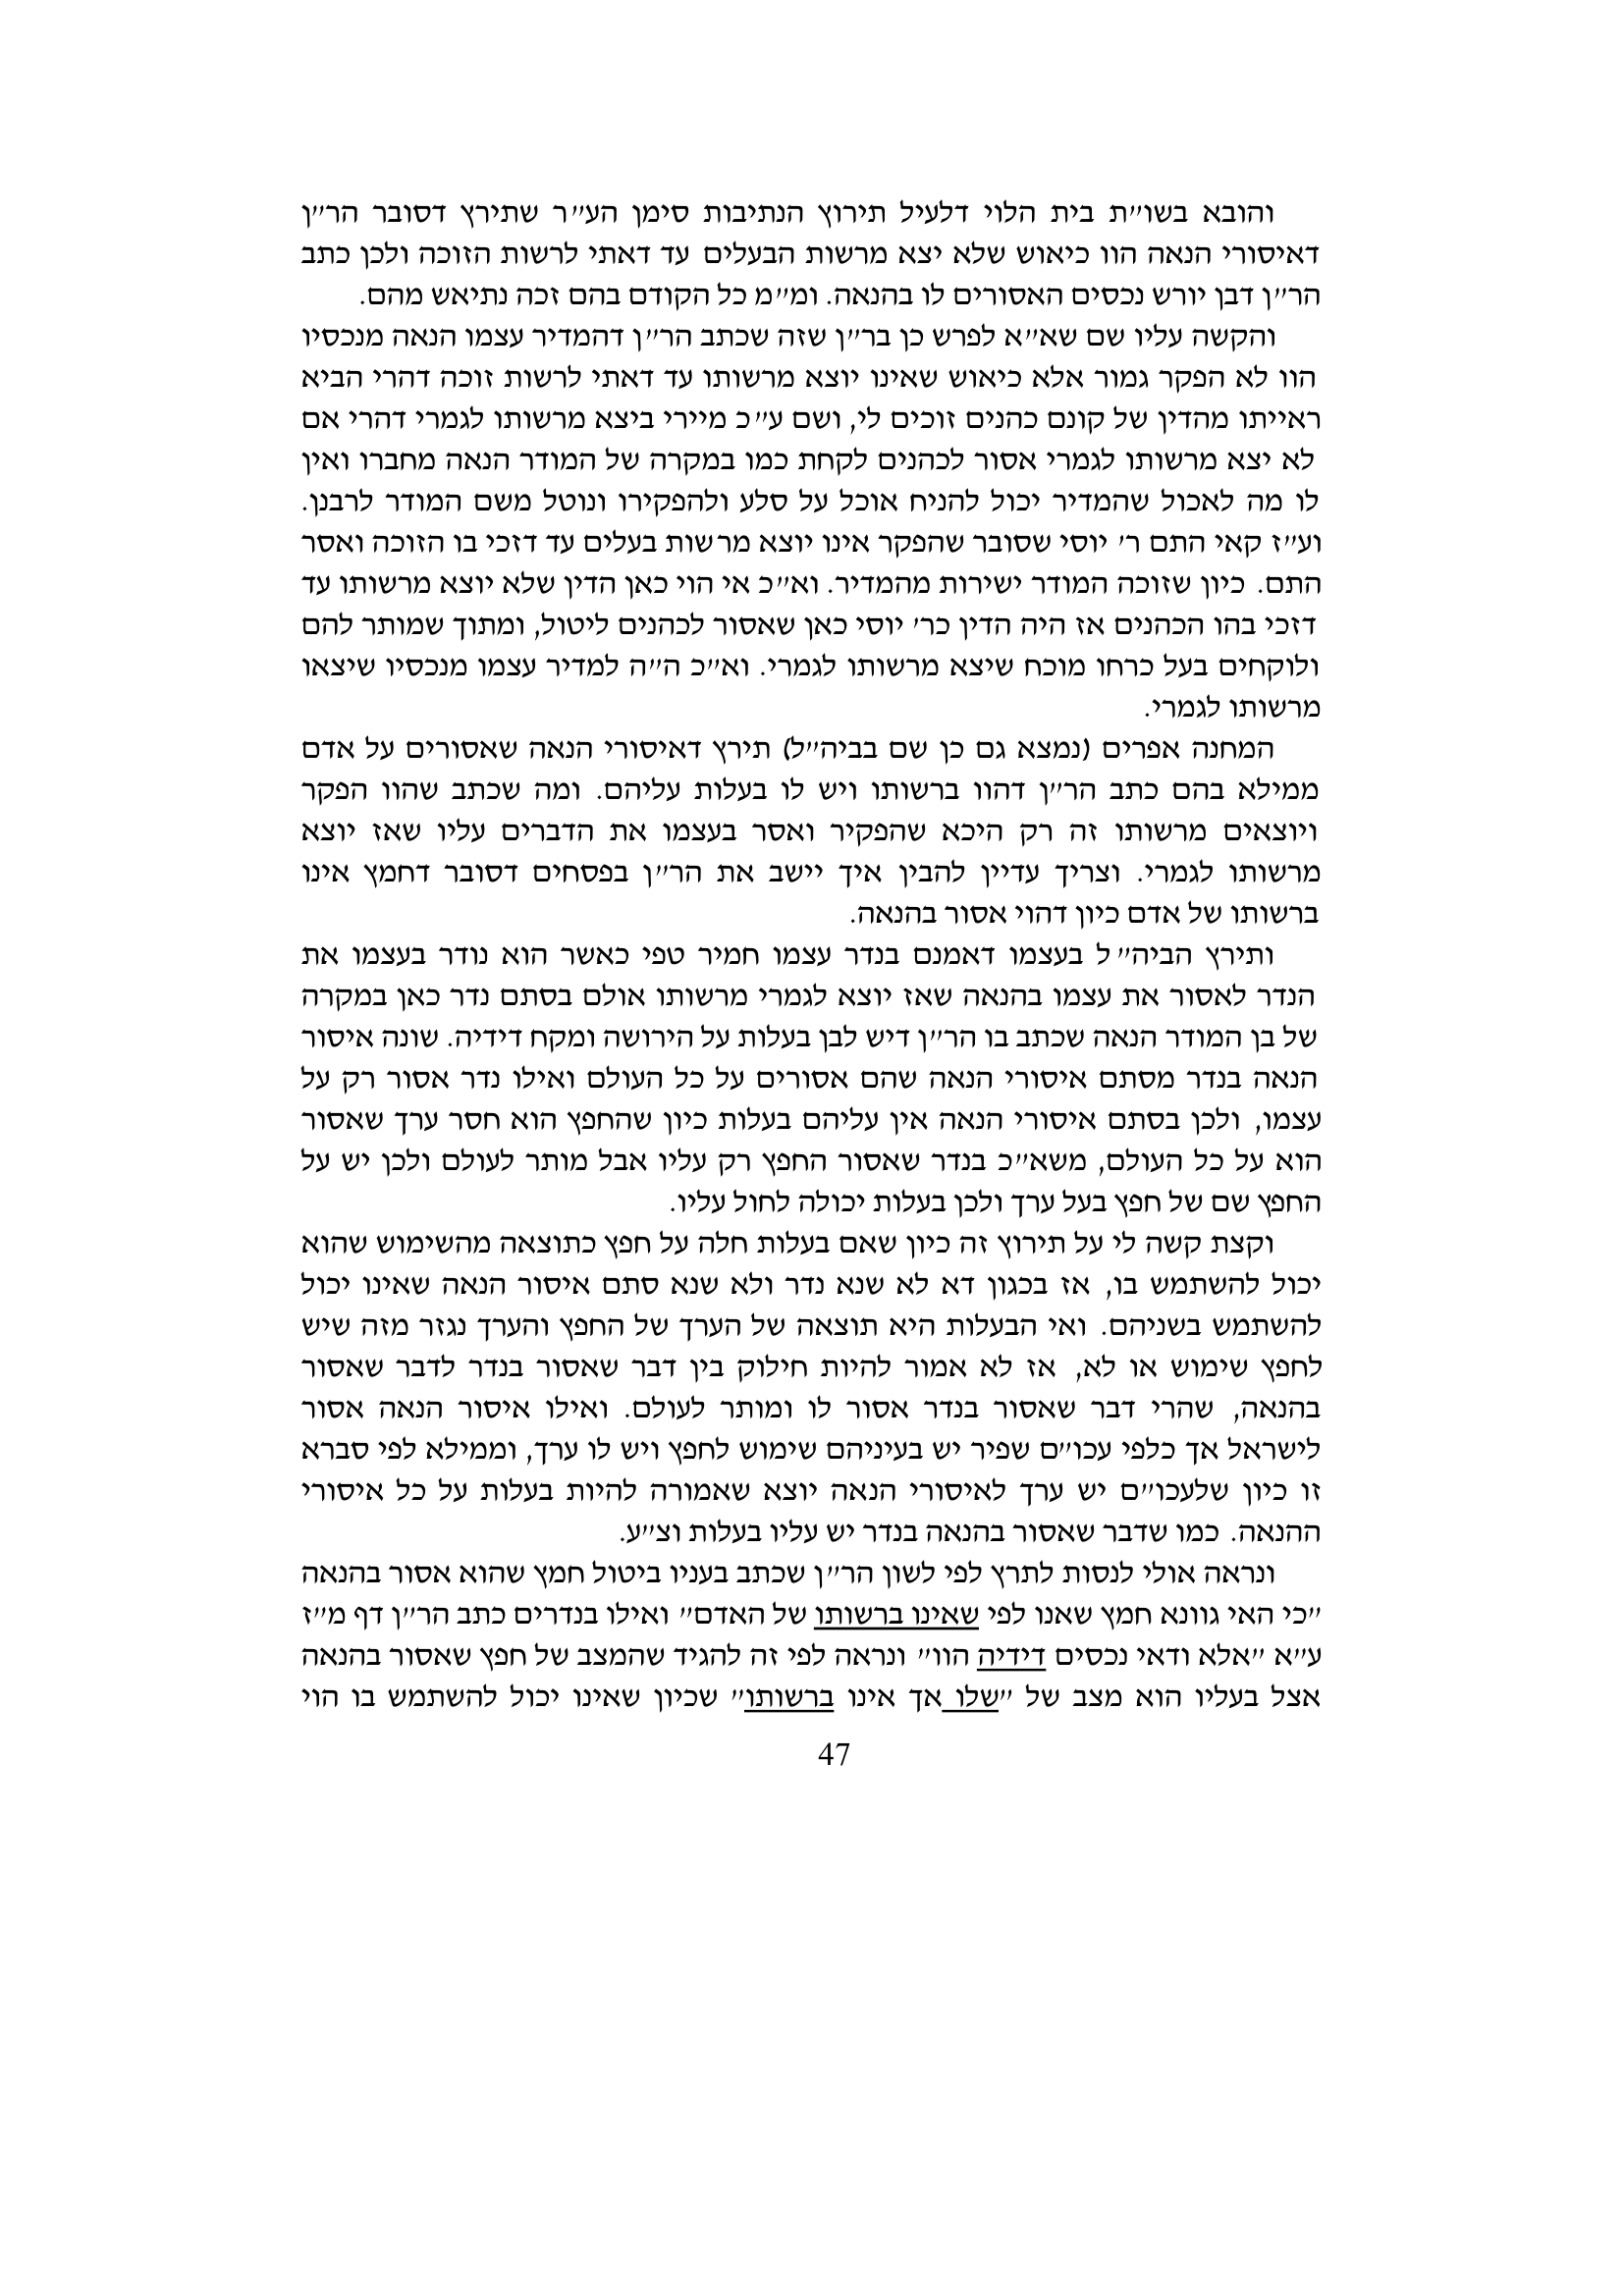 והובא בשו״ת בית הלוי דלעיל תירוץ הנתיבות סימן הע״ר שתירץ דסובר הר״ן
דאיסורי הנאה הוו כיאוש שלא יצא מרשות הבעלים עד דאתי לרשות הזוכה ולכן כתב
הר״ן דבן יורש נכסים האסורים לו בהנאה. ומ״מ כל הקודם בהם זכה נתיאש מהם.
והקשה עליו שם שא״א לפרש כן בר״ן שזה שכתב הר״ן דהמדיר עצמו הנאה מנכסיו
הוו לא הפקר גמור אלא כיאוש שאינו יוצא מרשותו עד דאתי לרשות זוכה דהרי הביא
ראייתו מהדין של קונם כהנים זוכים לי, ושם ע״כ מיירי ביצא מרשותו לגמרי דהרי אם
לא יצא מרשותו לגמרי אסור לכהנים לקחת כמו במקרה של המודר הנאה מחברו ואין
לו מה לאכול שהמדיר יכול להניח אוכל על סלע ולהפקירו ונוטל משם המודר לרבנן.
וע״ז קאי התם ר׳ יוסי שסובר שהפקר אינו יוצא מרשות בעלים עד דזכי בו הזוכה ואסר
התם. כיון שזוכה המודר ישירות מהמדיר. וא״כ אי הוי כאן הדין שלא יוצא מרשותו עד
דזכי בהו הכהנים אז היה הדין כר׳ יוסי כאן שאסור לכהנים ליטול, ומתוך שמותר להם
ולוקחים בעל כרחו מוכח שיצא מרשותו לגמרי. וא״כ ה״ה למדיר עצמו מנכסיו שיצאו
מרשותו לגמרי.
המחנה אפרים (נמצא גם כן שם בביה״ל) תירץ דאיסורי הנאה שאסורים על אדם
ממילא בהם כתב הר״ן דהוו ברשותו ויש לו בעלות עליהם. ומה שכתב שהוו הפקר
ויוצאים מרשותו זה רק היכא שהפקיר ואסר בעצמו את הדברים עליו שאז יוצא
מרשותו לגמרי. וצריך עדיין להבין איך יישב את הר״ן בפסחים דסובר דחמץ אינו
ברשותו של אדם כיון דהוי אסור בהנאה.
ותירץ הביה״ל בעצמו דאמנם בנדר עצמו חמיר טפי כאשר הוא נודר בעצמו את
הנדר לאסור את עצמו בהנאה שאז יוצא לגמרי מרשותו אולם בסתם נדר כאן במקרה
של בן המודר הנאה שכתב בו הר״ן דיש לבן בעלות על הירושה ומקח דידיה. שונה איסור
הנאה בנדר מסתם איסורי הנאה שהם אסורים על כל העולם ואילו נדר אסור רק על
עצמו, ולכן בסתם איסורי הנאה אין עליהם בעלות כיון שהחפץ הוא חסר ערך שאסור
הוא על כל העולם, משא״כ בנדר שאסור החפץ רק עליו אבל מותר לעולם ולכן יש על
החפץ שם של חפץ בעל ערך ולכן בעלות יכולה לחול עליו.
וקצת קשה לי על תירוץ זה כיון שאם בעלות חלה על חפץ כתוצאה מהשימוש שהוא
יכול להשתמש בו, אז בכגון דא לא שנא נדר ולא שנא סתם איסור הנאה שאינו יכול
להשתמש בשניהם. ואי הבעלות היא תוצאה של הערך של החפץ והערך נגזר מזה שיש
לחפץ שימוש או לא, אז לא אמור להיות חילוק בין דבר שאסור בנדר לדבר שאסור
בהנאה, שהרי דבר שאסור בנדר אסור לו ומותר לעולם. ואילו איסור הנאה אסור
לישראל אך כלפי עכו״ם שפיר יש בעיניהם שימוש לחפץ ויש לו ערך, וממילא לפי סברא
זו כיון שלעכו״ם יש ערך לאיסורי הנאה יוצא שאמורה להיות בעלות על כל איסורי
ההנאה. כמו שדבר שאסור בהנאה בנדר יש עליו בעלות וצ״ע.
ונראה אולי לנסות לתרץ לפי לשון הר״ן שכתב בעניו ביטול חמץ שהוא אסור בהנאה
״כי האי גוונא חמץ שאנו לפי שאינו ברשותו של האדם״ ואילו בנדרים כתב הר״ן דף מ״ז
ע״א ״אלא ודאי נכסים דידיה הוו״ ונראה לפי זה להגיד שהמצב של חפץ שאסור בהנאה
אצל בעליו הוא מצב של ״שלו אך אינו ברשותו״ שכיון שאינו יכול להשתמש בו הוי
47